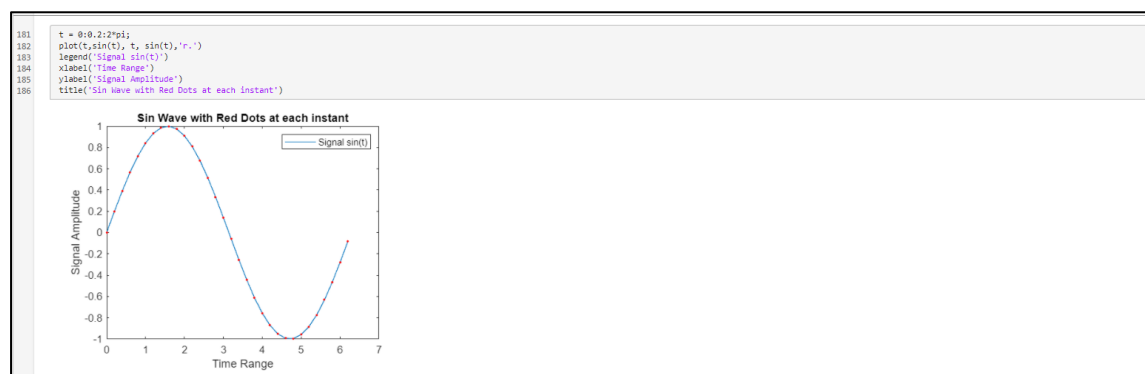 181 t = 0:0.2:2*pi;
182 plot(t,sin(t), t, sin(t),'r.')
183 legend('Signal sin(t)')
184 xlabel('Time Range')
185 ylabel('Signal Amplitude')
186 title('Sin Wave with Red Dots at each instant')
Sin Wave with Red Dots at each instant
Signal sin(t)
1
0.8
0.6
0.4
0.2
0
-0.2
-0.4
-0.6
-0.8
-1
Signal Amplitude
0 1 2 3 4 5 6 7
Time Range